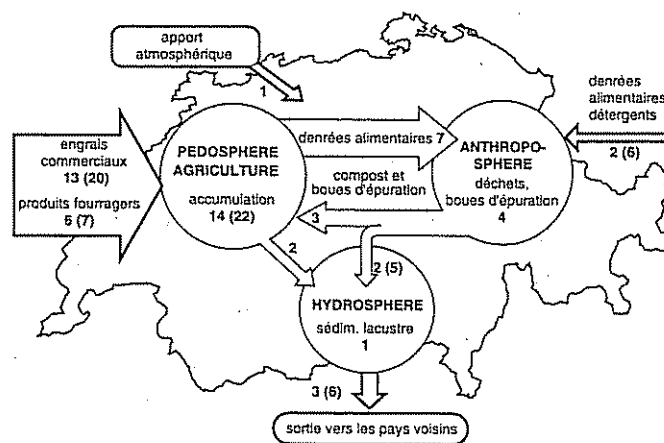 apport
atmosphérique
1
denrées
alimentaires
détergents
2 (6)
engrais
commerciaux
13 (20)
produits fourragers
6 (7)
PEDOSPHERE
AGRICULTURE
accumulation
14 (22)
denrées alimentaires 7
compost et
boues d'épuration
3
ANTHROPO-
SPHERE
déchets,
boues d'épuration
4
2
2 (5)
HYDROSPHERE
sédim. lacustre
1
3 (6)
sortie vers les pays voisins